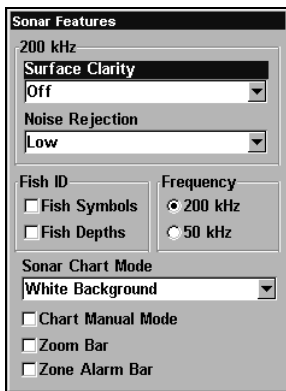 Sonar Features
200 kHz
Surface Clarity
Off
Noise Rejection
Low
Fish ID
Fish Symbols
Fish Depths
Frequency
200 kHz
50 kHz
Sonar Chart Mode
White Background
Chart Manual Mode
Zoom Bar
Zone Alarm Bar